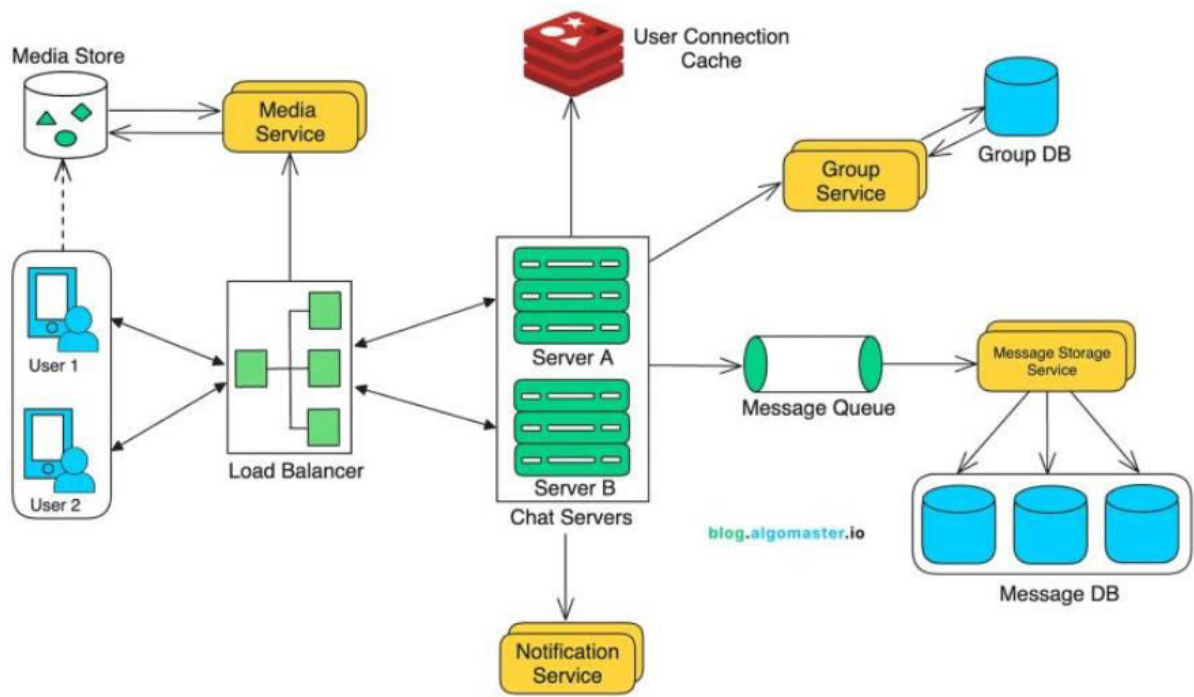 Media Store
Media
Service
User Connection
Cache
Group DB
Group
Service
User 1
User 2
Load Balancer
Server A
Server B
Chat Servers
Message Queue
Message Storage
Service
blog.algomaster.io
Message DB
Notification
Service